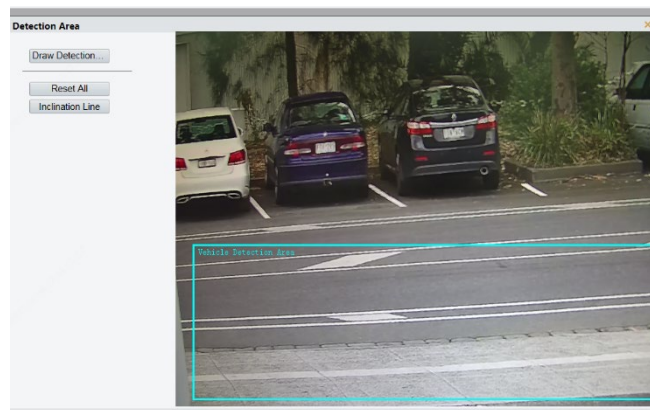 Detection Area
Draw Detection...
Reset All
Inclination Line
Vehicle Detection Area